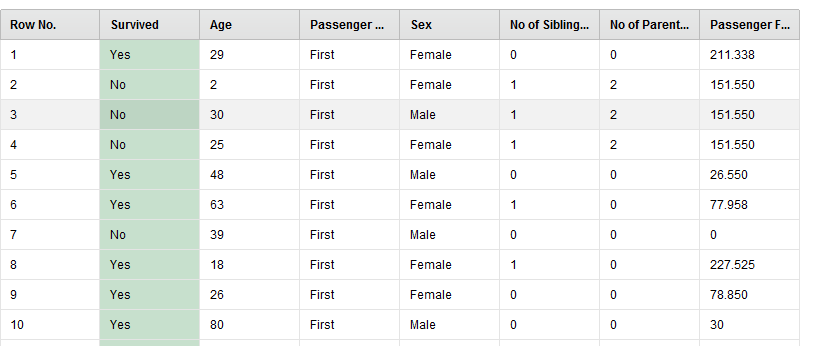 Row No. Survived Age Passenger ... Sex No of Sibling... No of Parent... Passenger F...
1 Yes 29 First Female 0 0 211.338
2 No 2 First Female 1 2 151.550
3 No 30 First Male 1 2 151.550
4 No 25 First Female 1 2 151.550
5 Yes 48 First Male 0 0 26.550
6 Yes 63 First Female 1 0 77.958
7 No 39 First Male 0 0 0
8 Yes 18 First Female 1 0 227.525
9 Yes 26 First Female 0 0 78.850
10 Yes 80 First Male 0 0 30